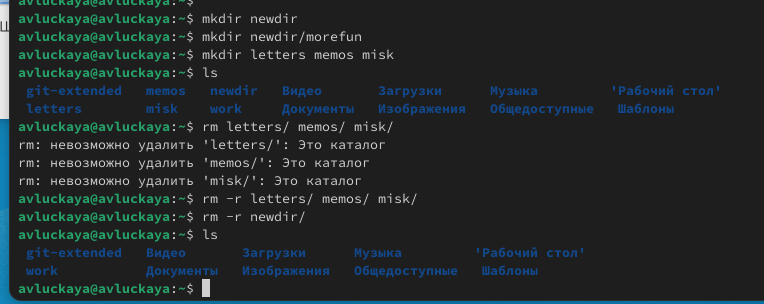 Ш
avluckaya@avluckaya:~$
avluckaya@avluckaya:~$ mkdir newdir
avluckaya@avluckaya:~$ mkdir newdir/morefun
avluckaya@avluckaya:~$ mkdir letters memos misk
avluckaya@avluckaya:~$ ls
git-extended memos newdir Видео Загрузки Музыка 'Рабочий стол'
letters misk work Документы Изображения Общедоступные Шаблоны
avluckaya@avluckaya:~$ rm letters/ memos/ misk/
rm: невозможно удалить 'letters/': Это каталог
rm: невозможно удалить 'memos/': Это каталог
rm: невозможно удалить 'misk/': Это каталог
avluckaya@avluckaya:~$ rm -r letters/ memos/ misk/
avluckaya@avluckaya:~$ rm -r newdir/
avluckaya@avluckaya:~$ ls
git-extended Видео Загрузки Музыка 'Рабочий стол'
work Документы Изображения Общедоступные Шаблоны
avluckaya@avluckaya:~$